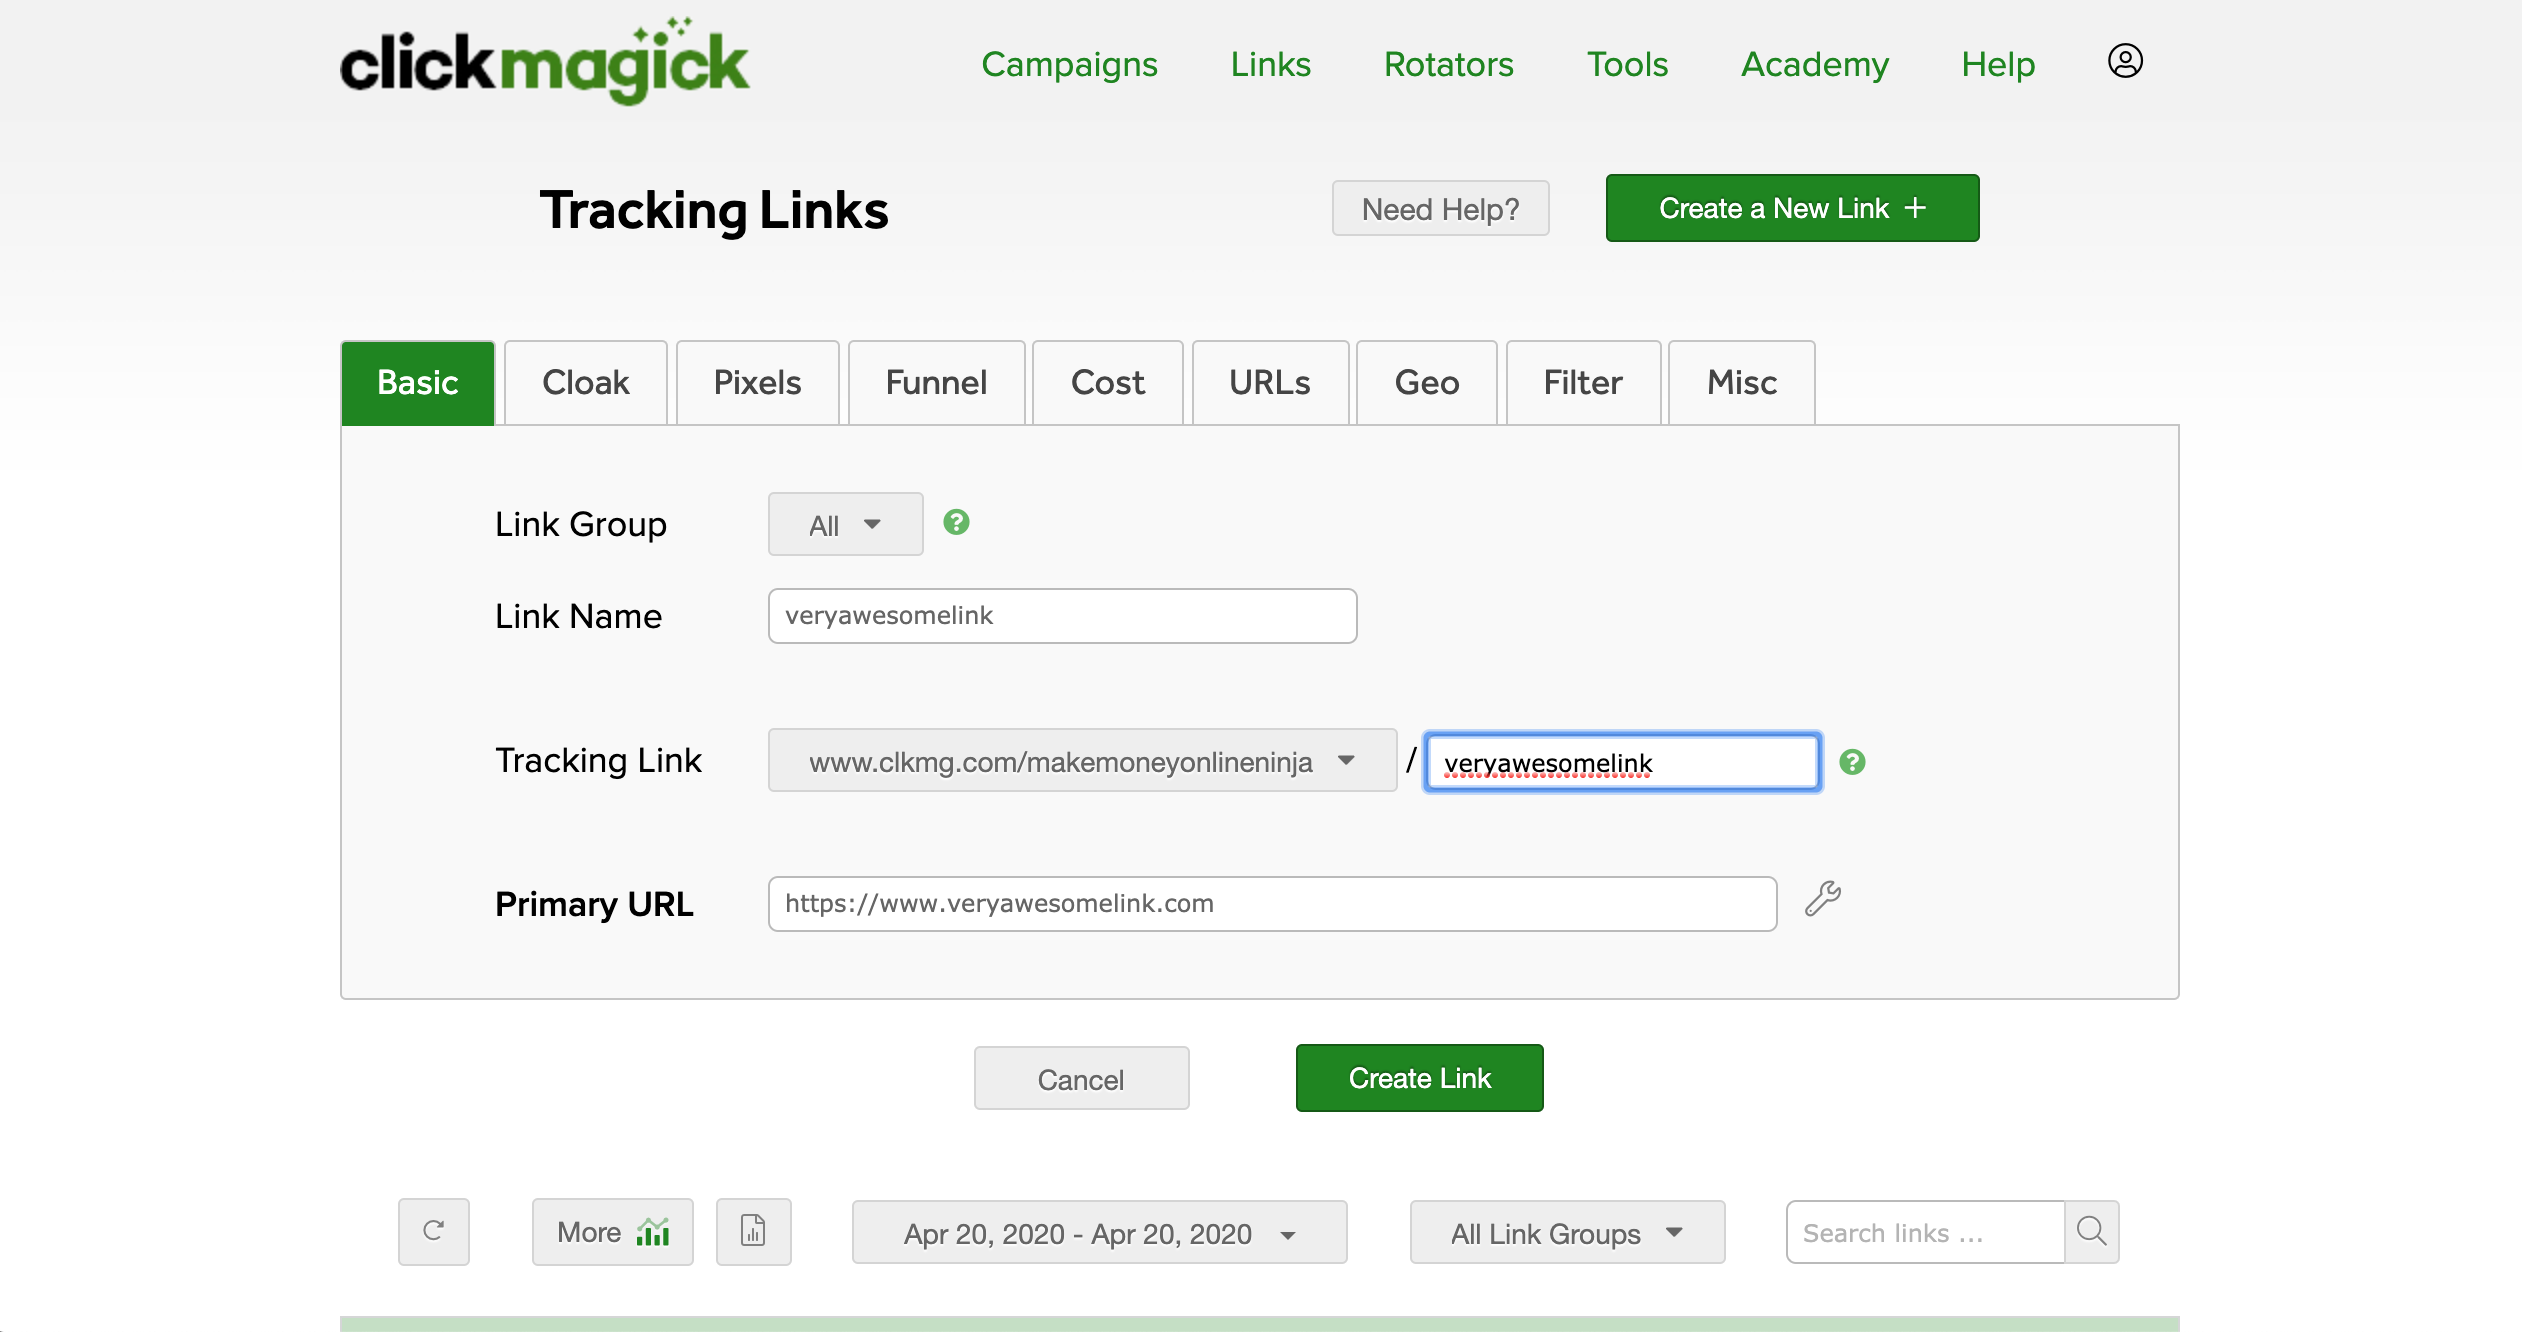 clickmagick
Campaigns Links Rotators Tools Academy Help
Tracking Links
Need Help?
Create a New Link +
Basic Cloak Pixels Funnel Cost URLs Geo Filter Misc
Link Group All ?
Link Name veryawesomelink
Tracking Link www.clkmg.com/makemoneyonlineninja / veryawesomelink ?
Primary URL https://www.veryawesomelink.com
Cancel Create Link
More Apr 20, 2020 - Apr 20, 2020 All Link Groups Search links ...